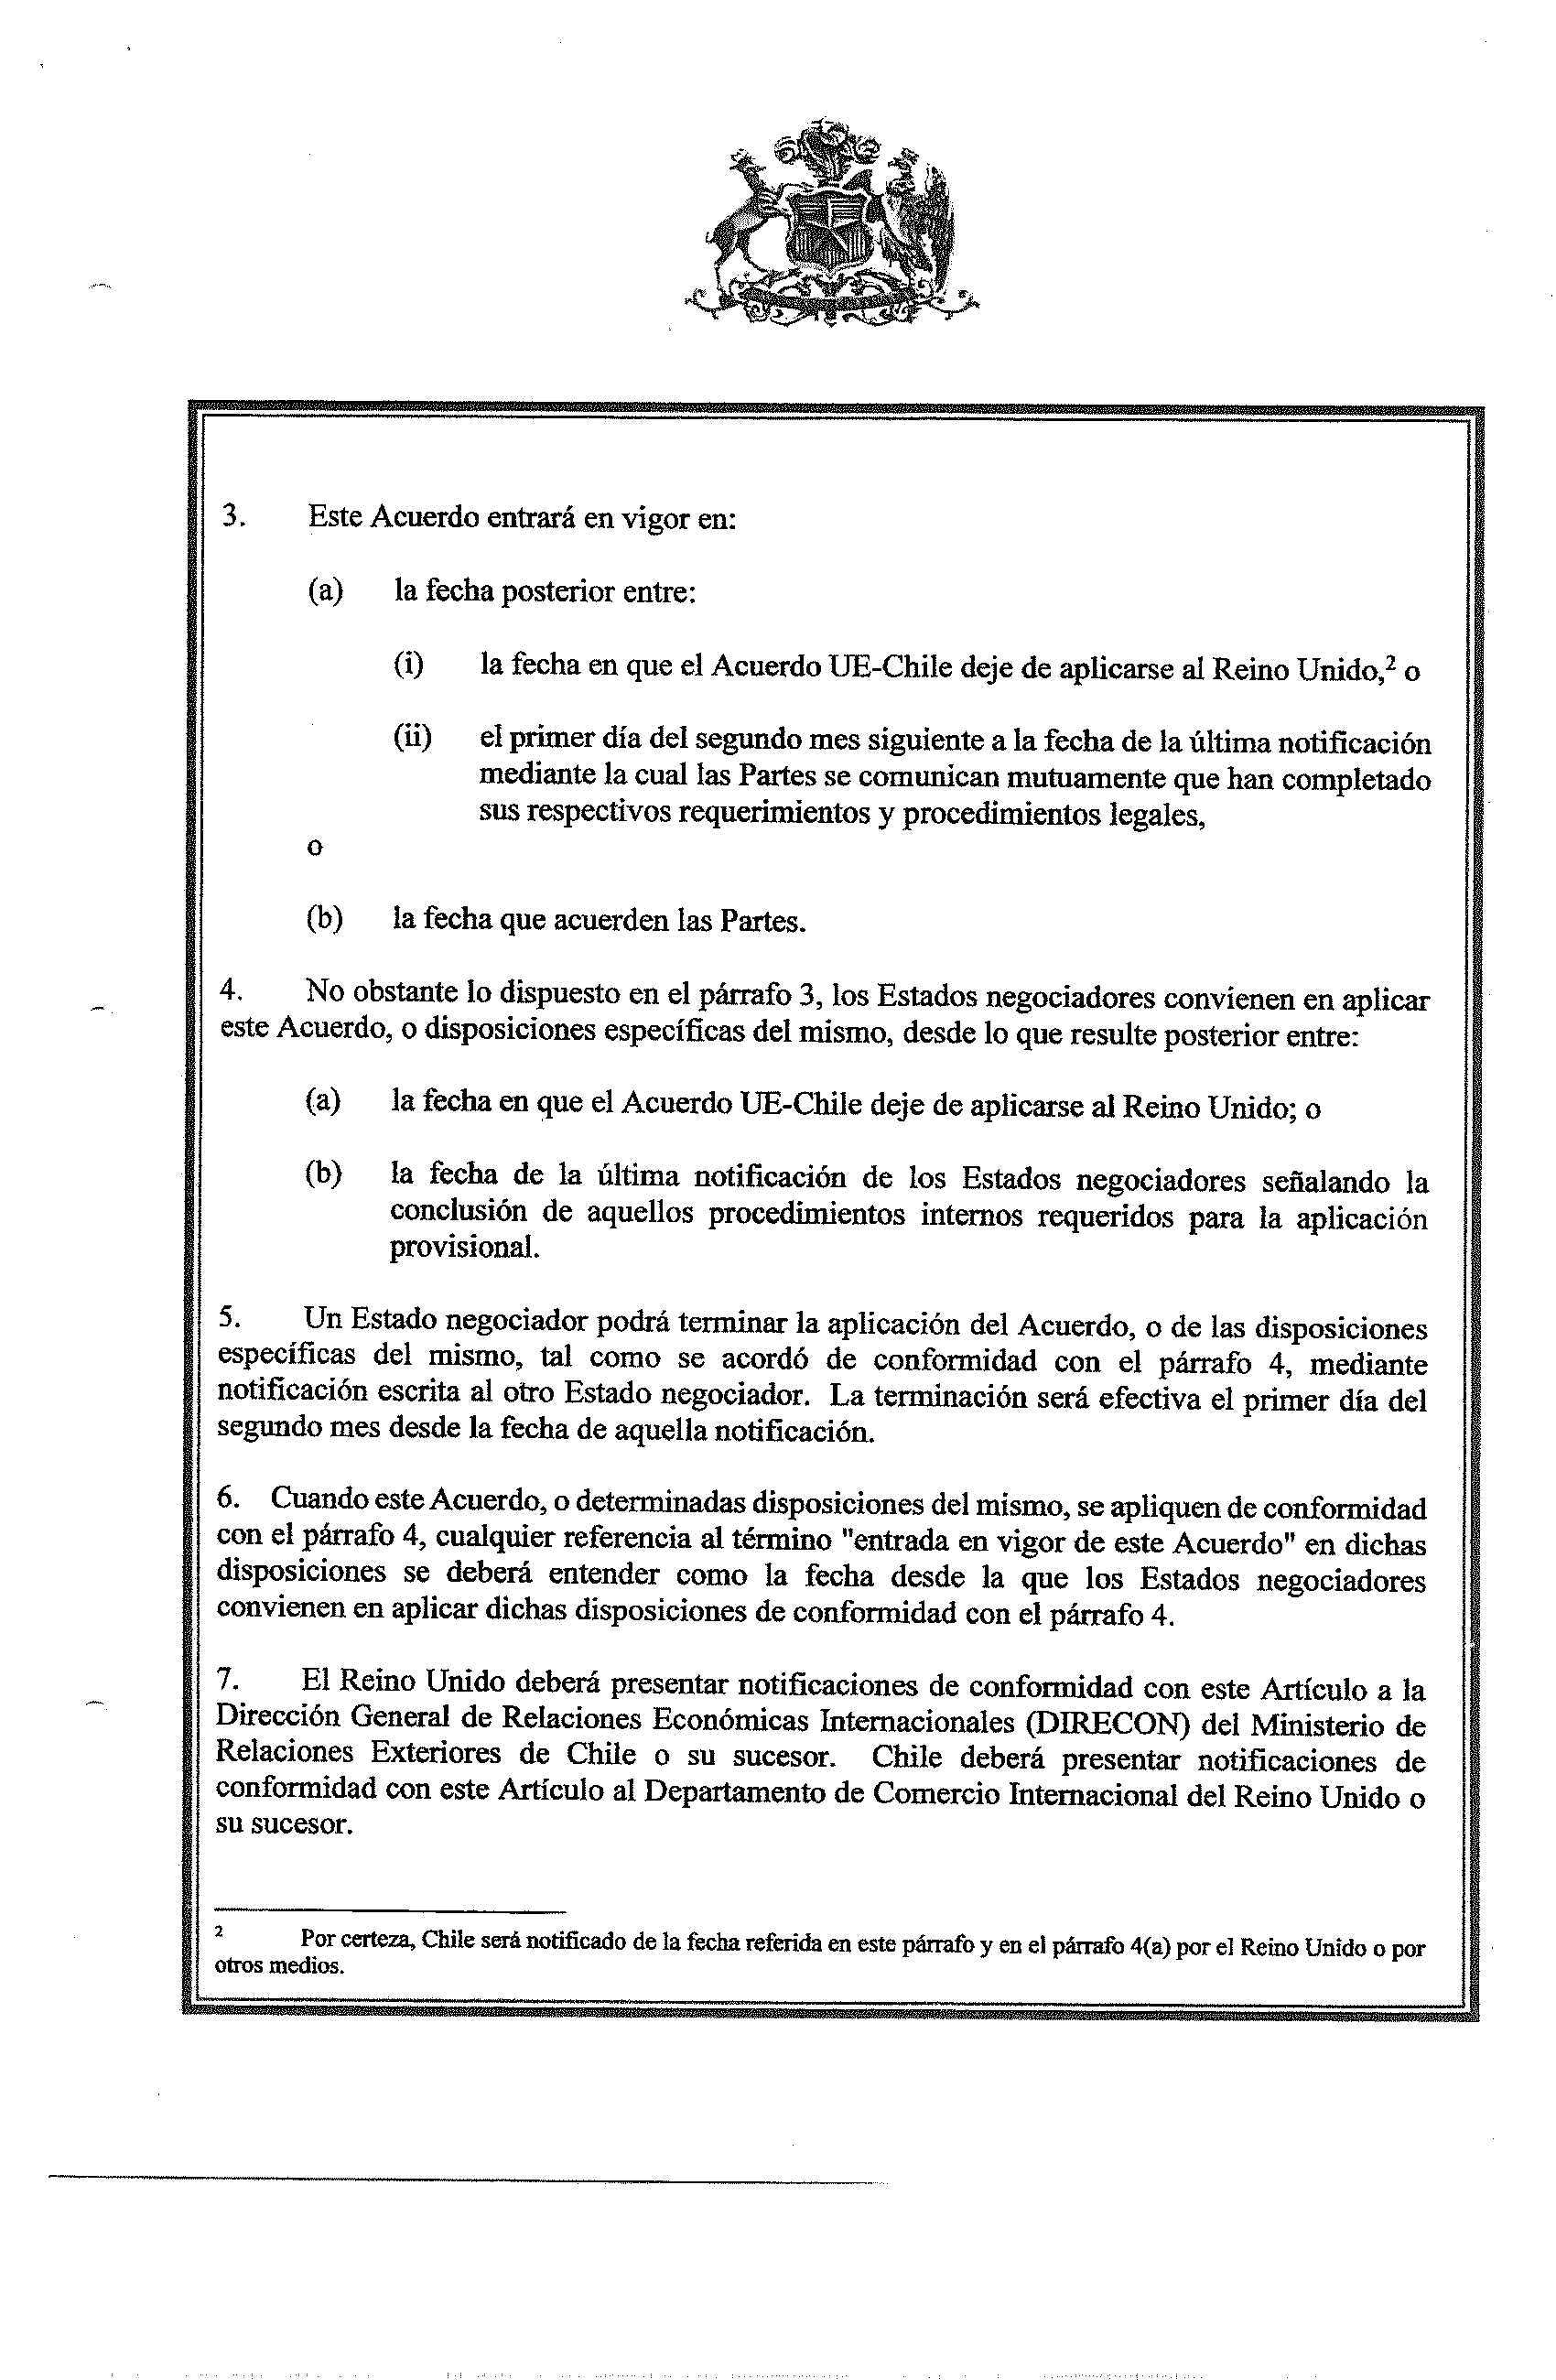 3. Este Acuerdo entrará en vigor en:
(a) la fecha posterior entre:
(i) la fecha en que el Acuerdo UE-Chile deje de aplicarse al Reino Unido,² o
(ii) el primer día del segundo mes siguiente a la fecha de la última notificación
mediante la cual las Partes se comunican mutuamente que han completado
sus respectivos requerimientos y procedimientos legales,
o
(b) la fecha que acuerden las Partes.
4. No obstante lo dispuesto en el párrafo 3, los Estados negociadores convienen en aplicar
este Acuerdo, o disposiciones específicas del mismo, desde lo que resulte posterior entre:
(a) la fecha en que el Acuerdo UE-Chile deje de aplicarse al Reino Unido; o
(b) la fecha de la última notificación de los Estados negociadores señalando la
conclusión de aquellos procedimientos internos requeridos para la aplicación
provisional.
5. Un Estado negociador podrá terminar la aplicación del Acuerdo, o de las disposiciones
específicas del mismo, tal como se acordó de conformidad con el párrafo 4, mediante
notificación escrita al otro Estado negociador. La terminación será efectiva el primer día del
segundo mes desde la fecha de aquella notificación.
6. Cuando este Acuerdo, o determinadas disposiciones del mismo, se apliquen de conformidad
con el párrafo 4, cualquier referencia al término "entrada en vigor de este Acuerdo" en dichas
disposiciones se deberá entender como la fecha desde la que los Estados negociadores
convienen en aplicar dichas disposiciones de conformidad con el párrafo 4.
7. El Reino Unido deberá presentar notificaciones de conformidad con este Artículo a la
Dirección General de Relaciones Económicas Internacionales (DIRECON) del Ministerio de
Relaciones Exteriores de Chile o su sucesor. Chile deberá presentar notificaciones de
conformidad con este Artículo al Departamento de Comercio Internacional del Reino Unido o
su sucesor.
² Por certeza, Chile será notificado de la fecha referida en este párrafo y en el párrafo 4(a) por el Reino Unido o por
otros medios.